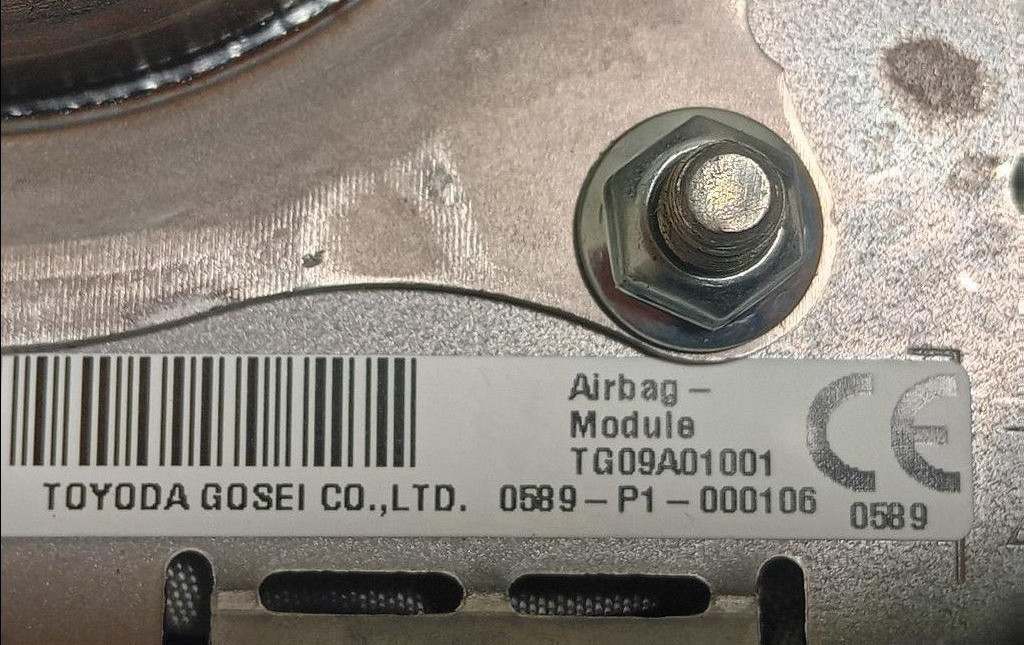 Airbag –
Module
TG09A01001
TOYODA GOSEI CO.,LTD. 0589–P1–000106
CE
0589